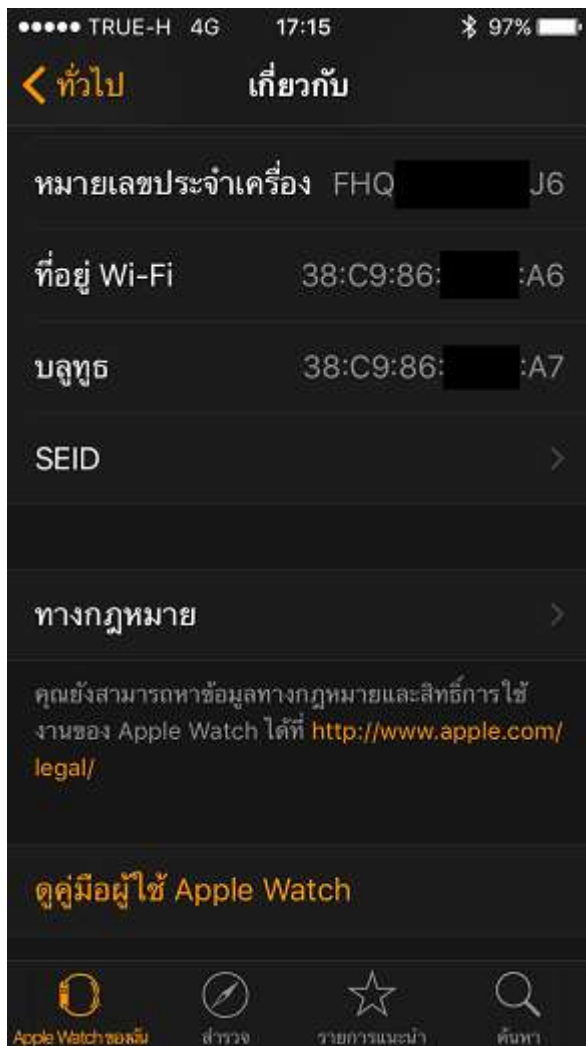 TRUE-H 4G 17:15 97%
ทั่วไป เกี่ยวกับ
หมายเลขประจำเครื่อง FHQ J6
ที่อยู่ Wi-Fi 38:C9:86: :A6
บลูทูธ 38:C9:86: :A7
SEID
ทางกฎหมาย
คุณยังสามารถหาข้อมูลทางกฎหมายและสิทธิ์การใช้
งานของ Apple Watch ได้ที่ http://www.apple.com/
legal/
ดูคู่มือผู้ใช้ Apple Watch
Apple Watch ของฉัน สำรวจ รายการแนะนำ ค้นหา